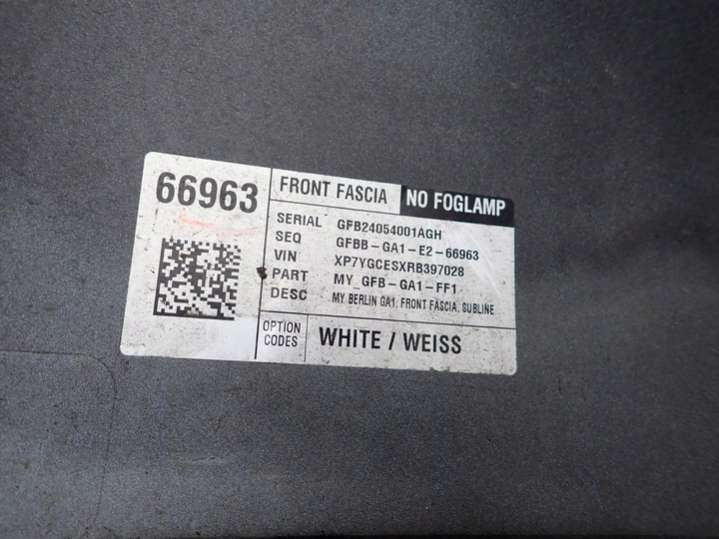 66963
FRONT FASCIA
NO FOGLAMP
SERIAL GFB24054001AGH
SEQ GFBB-GA1-E2-66963
VIN XP7YGCESXRB397028
PART MY_GFB-GA1-FF1
DESC MY BERLIN GA1, FRONT FASCIA, SUBLINE
OPTION CODES
WHITE / WEISS